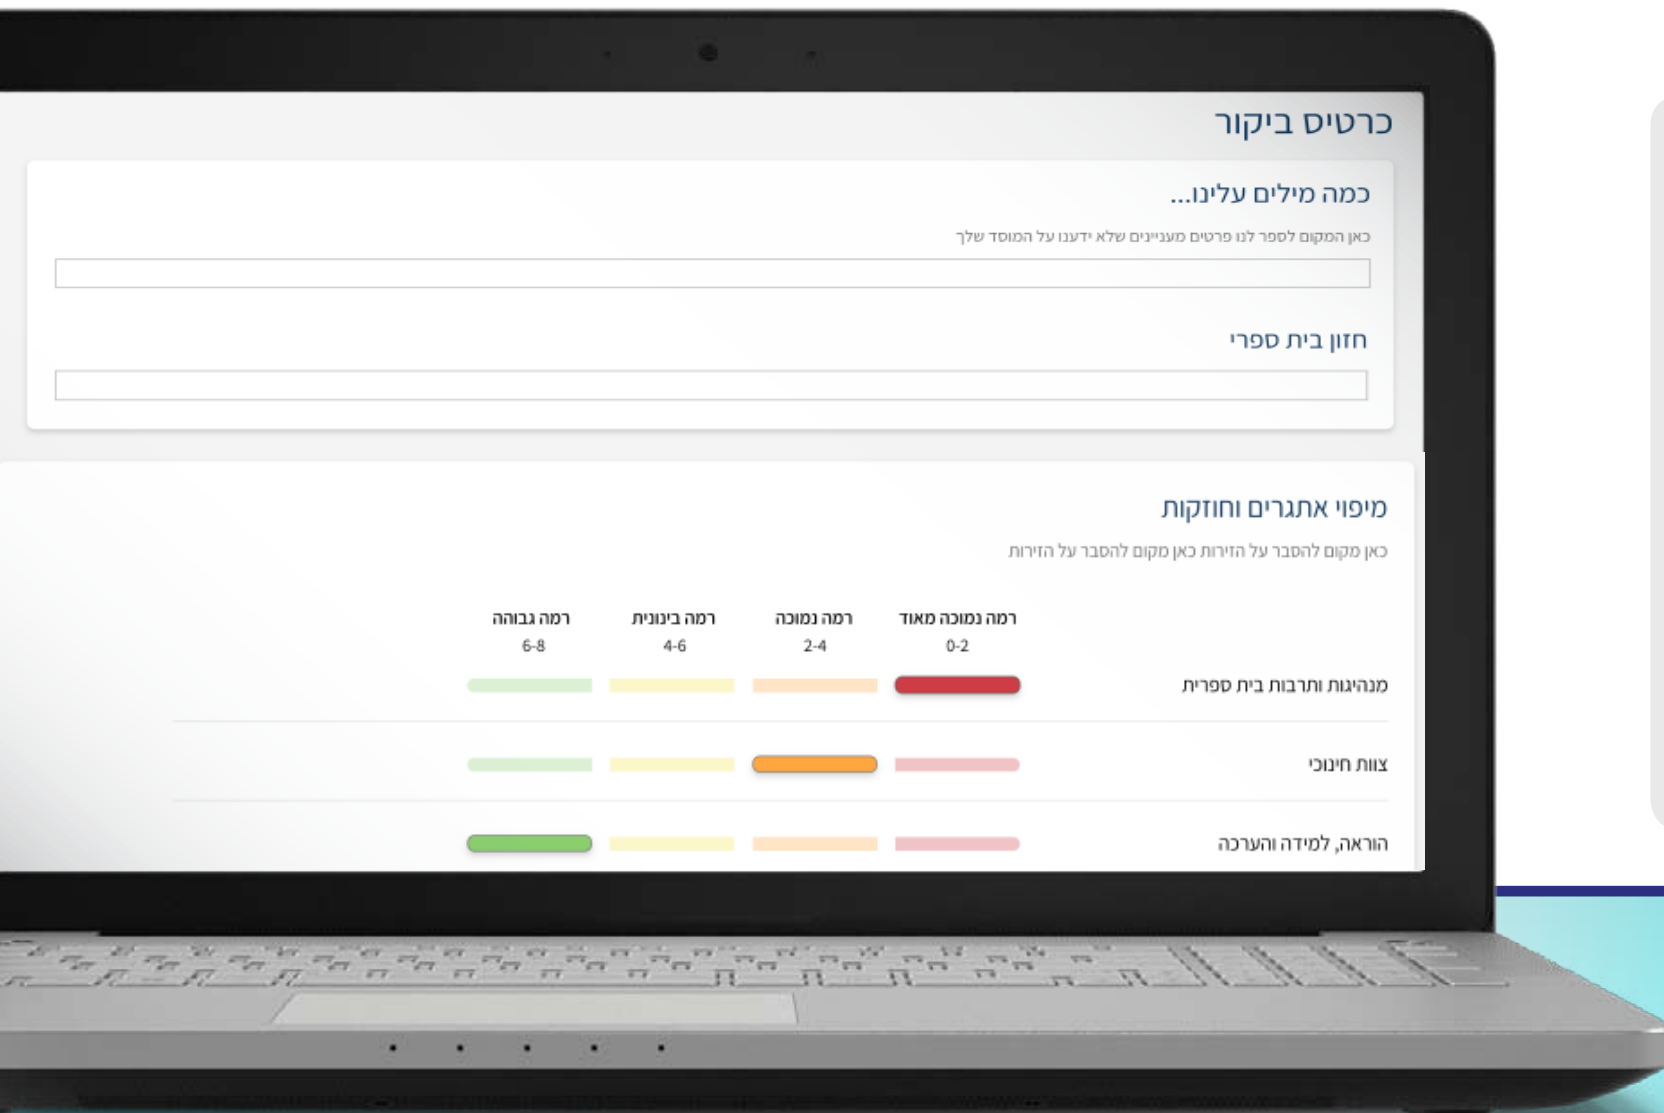 כרטיס ביקור
כמה מילים עלינו...
כאן המקום לספר לנו פרטים מעניינים שלא ידענו על המוסד שלך
חזון בית ספרי
מיפוי אתגרים וחוזקות
כאן מקום להסבר על הזירות כאן מקום להסבר על הזירות
רמה נמוכה מאוד רמה נמוכה רמה בינונית רמה גבוהה
0-2 2-4 4-6 6-8
מנהיגות ותרבות בית ספרית
צוות חינוכי
הוראה, למידה והערכה